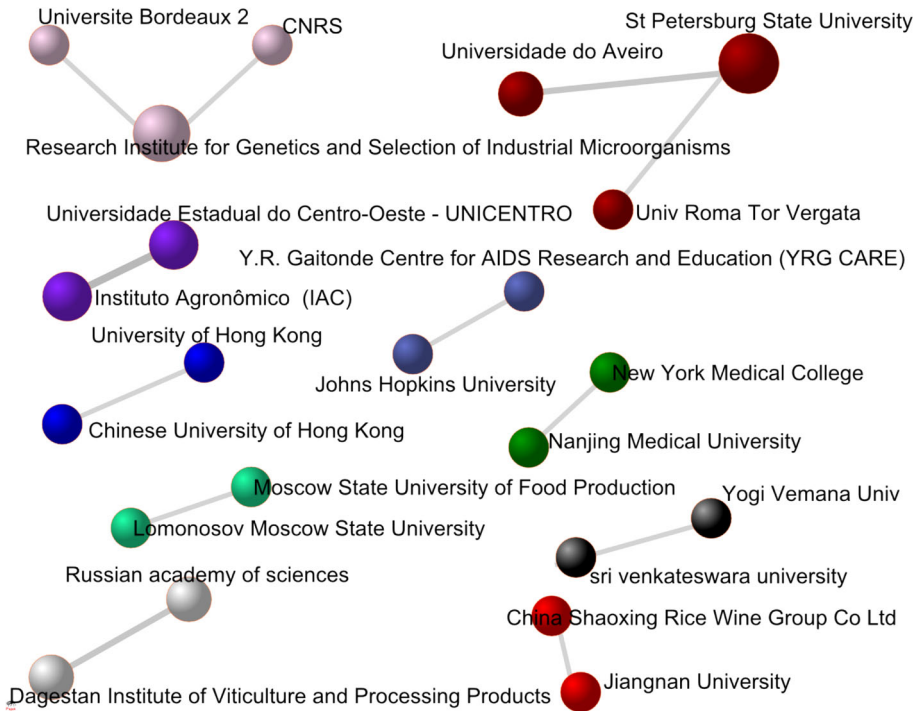 Universite Bordeaux 2
CNRS
St Petersburg State University
Universidade do Aveiro
Research Institute for Genetics and Selection of Industrial Microorganisms
Universidade Estadual do Centro-Oeste - UNICENTRO
Univ Roma Tor Vergata
Y.R. Gaitonde Centre for AIDS Research and Education (YRG CARE)
Instituto Agronômico (IAC)
University of Hong Kong
Johns Hopkins University
New York Medical College
Chinese University of Hong Kong
Nanjing Medical University
Moscow State University of Food Production
Yogi Vemana Univ
Lomonosov Moscow State University
Russian academy of sciences
sri venkateswara university
China Shaoxing Rice Wine Group Co Ltd
Jiangnan University
Dagestan Institute of Viticulture and Processing Products